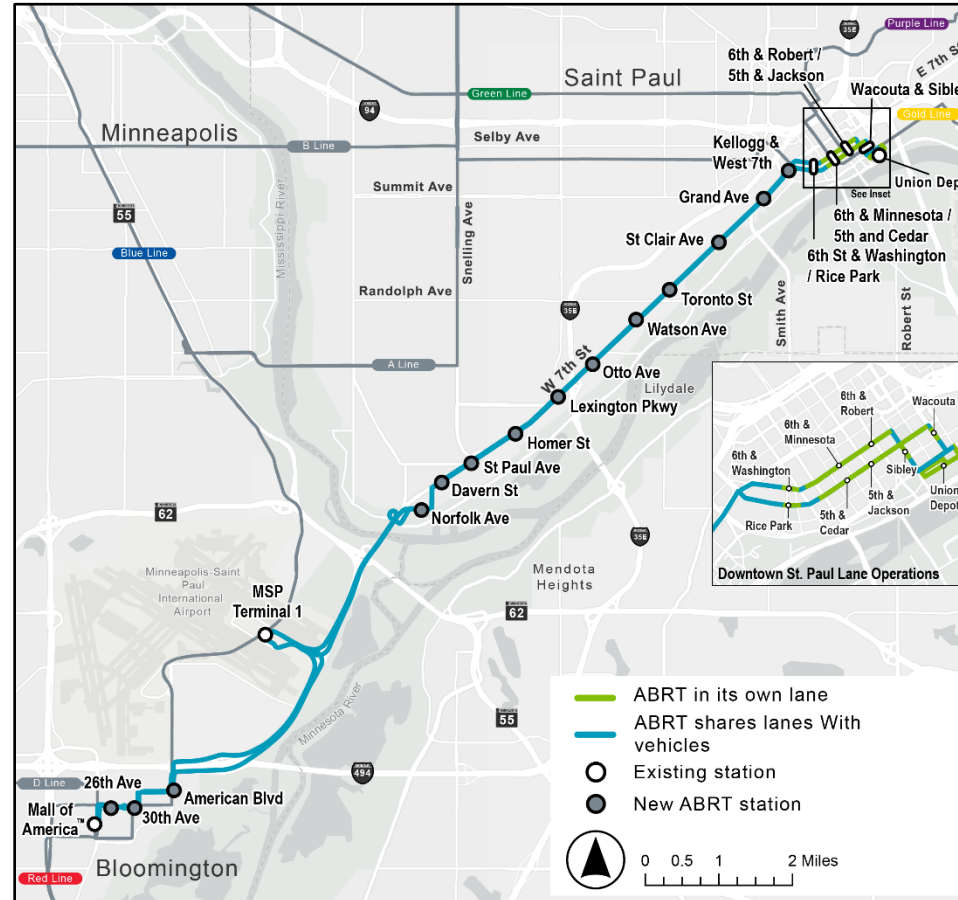 Purple Line
35E
6th & Robert /
5th & Jackson
E 7th St
Saint Paul
Green Line
Wacouta & Sible
94
Gold Line
Minneapolis
Selby Ave
B Line
Kellogg &
West 7th
Summit Ave
Union Dep
See Inset
Grand Ave
55
6th & Minnesota /
5th and Cedar
6th St & Washington
/ Rice Park
Mississippi River
Snelling Ave
St Clair Ave
Blue Line
Randolph Ave
Toronto St
35E
Smith Ave
Robert St
Watson Ave
A Line
W 7th St
Otto Ave
Lilydale
Lexington Pkwy
Homer St
St Paul Ave
Davern St
Norfolk Ave
62
35E
6th &
Robert
Wacouta
6th &
Minnesota
6th &
Washington
Sibley
Union
Depot
5th &
Jackson
5th &
Cedar
Rice Park
Downtown St. Paul Lane Operations
Minneapolis-Saint
Paul
International
Airport
MSP
Terminal 1
Mendota
Heights
62
Minnesota River
55
494
D Line
26th Ave
American Blvd
Mall of
America™
30th Ave
Bloomington
Red Line
ABRT in its own lane
ABRT shares lanes With
vehicles
Existing station
New ABRT station
0 0.5 1 2 Miles